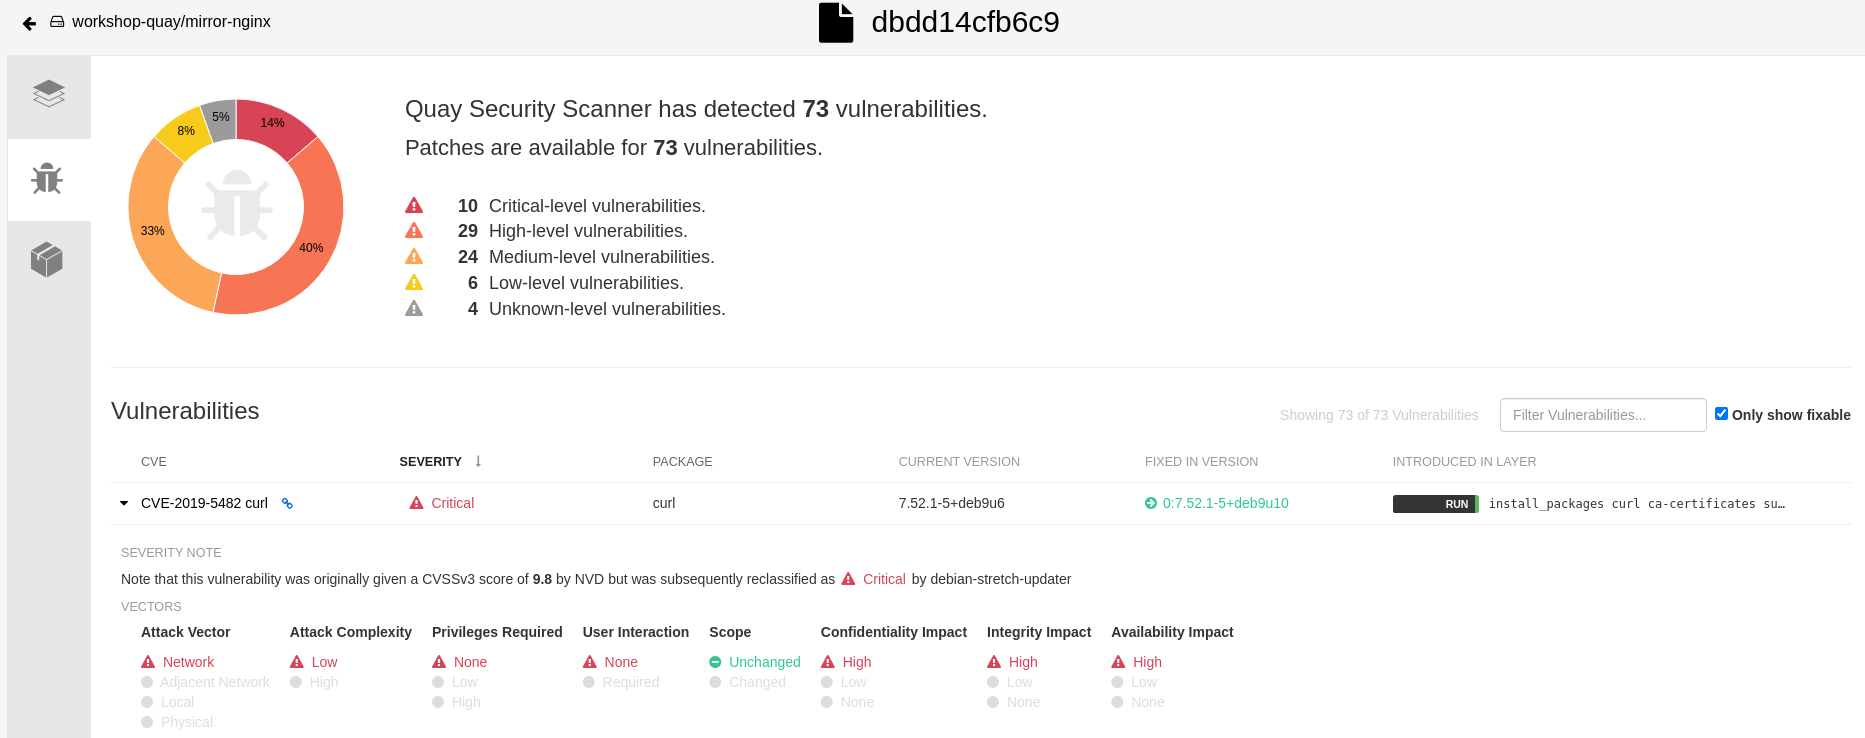 workshop-quay/mirror-nginx
dbdd14cfb6c9
Quay Security Scanner has detected 73 vulnerabilities.
Patches are available for 73 vulnerabilities.
14%
40%
33%
8%
5%
10 Critical-level vulnerabilities.
29 High-level vulnerabilities.
24 Medium-level vulnerabilities.
6 Low-level vulnerabilities.
4 Unknown-level vulnerabilities.
Vulnerabilities
Showing 73 of 73 Vulnerabilities Filter Vulnerabilities... Only show fixable
CVE SEVERITY ↓ PACKAGE CURRENT VERSION FIXED IN VERSION INTRODUCED IN LAYER
CVE-2019-5482 curl Critical curl 7.52.1-5+deb9u6 0:7.52.1-5+deb9u10 RUN install_packages curl ca-certificates su…
SEVERITY NOTE
Note that this vulnerability was originally given a CVSSv3 score of 9.8 by NVD but was subsequently reclassified as Critical by debian-stretch-updater
VECTORS
Attack Vector Attack Complexity Privileges Required User Interaction Scope Confidentiality Impact Integrity Impact Availability Impact
Network Low None None Unchanged High High High
Adjacent Network High Low Required Changed Low Low Low
Local High None None None
Physical